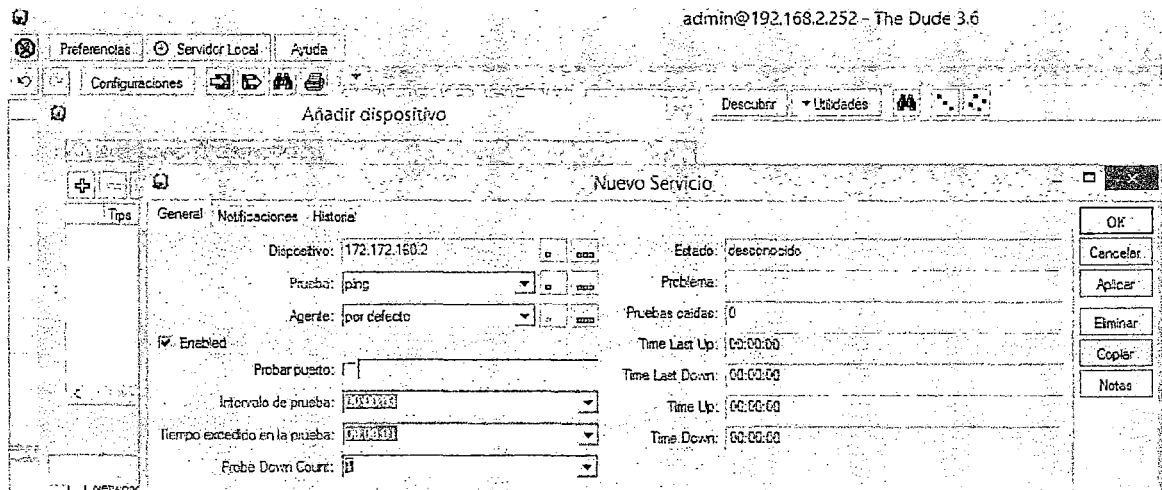 admin@192.168.2.252 - The Dude 3.6
Preferencias Servidor Local Ayuda
Configuraciones
Descubrir Utilidades
Añadir dispositivo
Nuevo Servicio
Tips
General Notificaciones Historial
Dispositivo: 172.172.160.2
Prueba: ping
Agente: por defecto
Enabled
Probar puerto:
Intervalo de prueba:
Tiempo excedido en la prueba:
Probe Down Count:
Estado: desconocido
Problema:
Pruebas caidas: 0
Time Last Up: 00:00:00
Time Last Down: 00:00:00
Time Up: 00:00:00
Time Down: 00:00:00
OK
Cancelar
Aplicar
Eliminar
Copiar
Notas